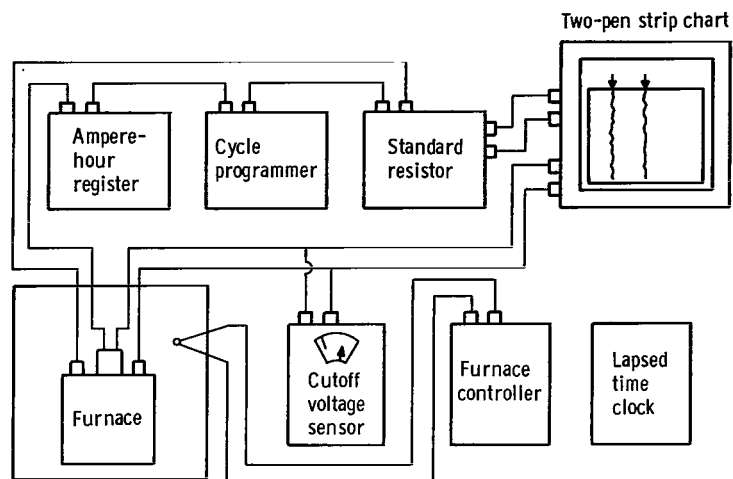 Two-pen strip chart
Ampere-
hour
register
Cycle
programmer
Standard
resistor
Furnace
Cutoff
voltage
sensor
Furnace
controller
Lapsed
time
clock